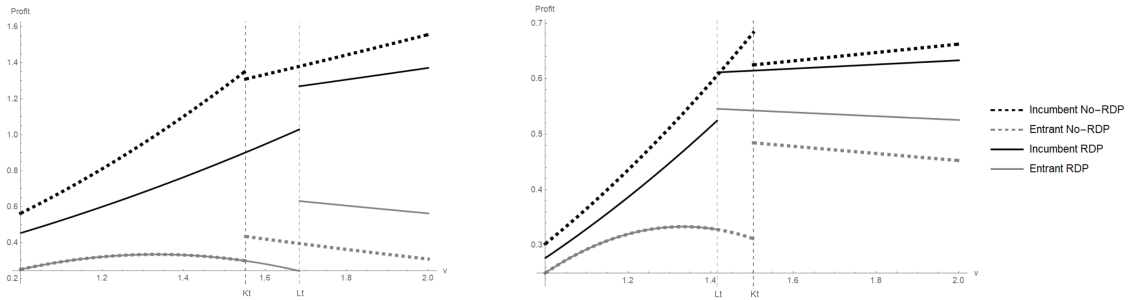 Profit
1.6
1.4
1.2
1.0
0.8
0.6
0.4
0.2
1.2
1.4
1.6
1.8
2.0
v
Kt
Lt
Profit
0.7
0.6
0.5
0.4
0.3
1.2
1.4
1.6
1.8
2.0
v
Lt
Kt
Incumbent No−RDP
Entrant No−RDP
Incumbent RDP
Entrant RDP